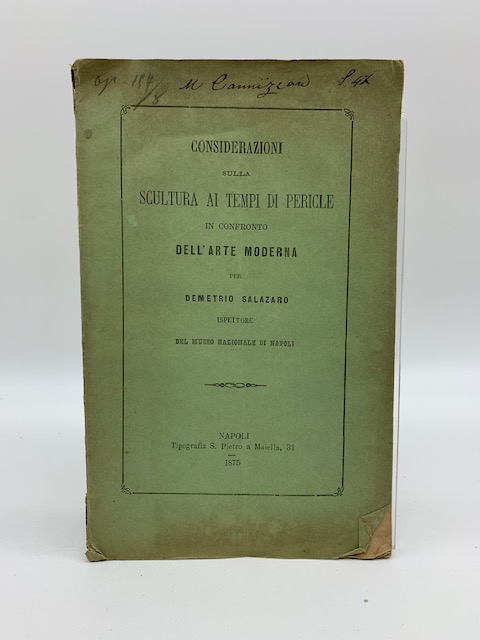 M Cannizzaro
CONSIDERAZIONI
SULLA
SCULTURA AI TEMPI DI PERICLE
IN CONFRONTO
DELL'ARTE MODERNA
PER
DEMETRIO SALAZARO
ISPETTORE
DEL MUSEO NAZIONALE DI NAPOLI
NAPOLI
Tipografia S. Pietro a Maiella, 31
1875